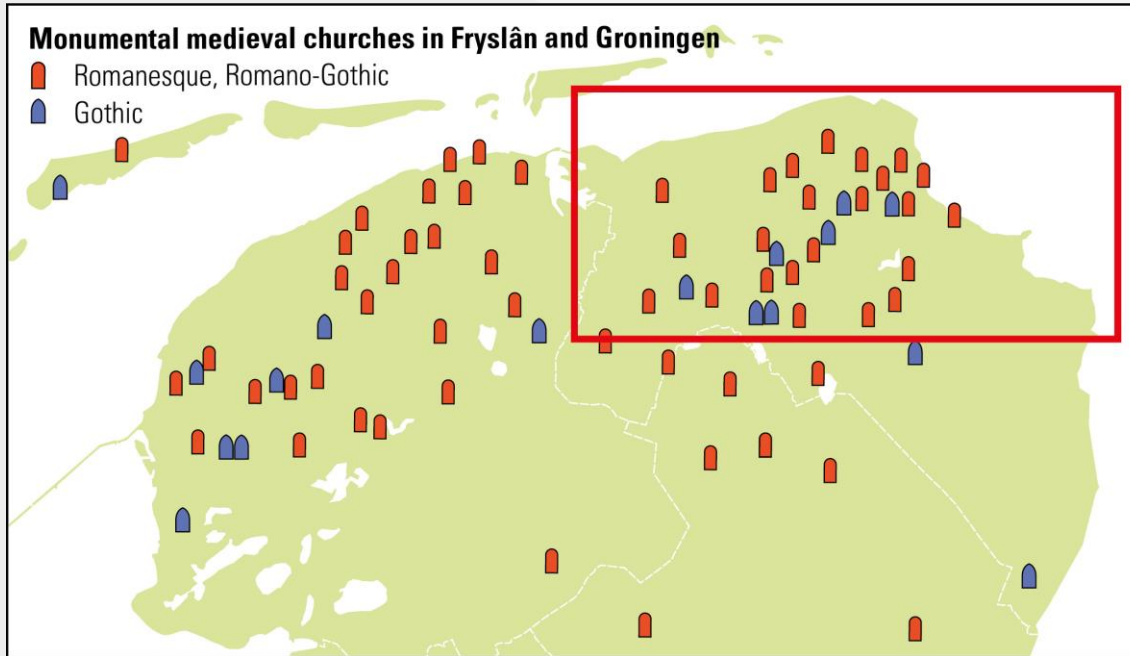 Monumental medieval churches in Fryslân and Groningen
Romanesque, Romano-Gothic
Gothic